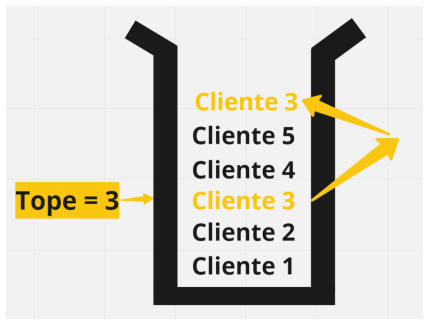 Cliente 3
Cliente 5
Cliente 4
Tope = 3
Cliente 3
Cliente 2
Cliente 1